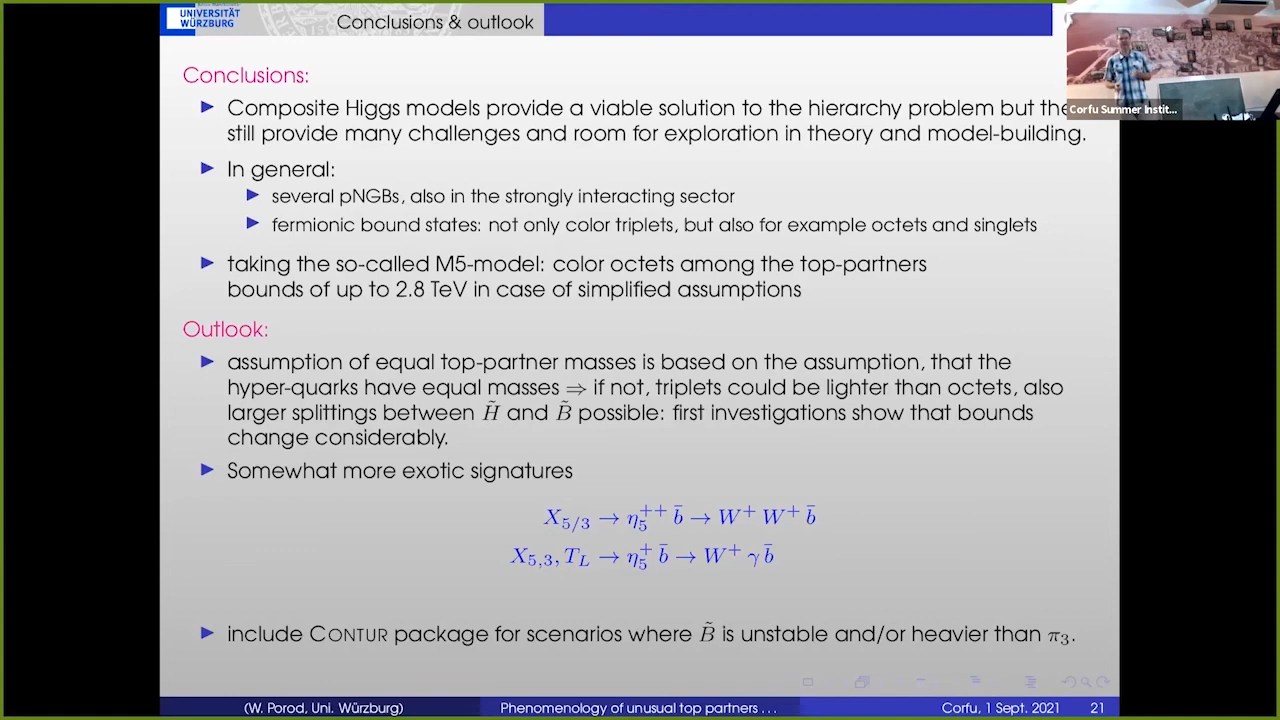 UNIVERSITÄT
WÜRZBURG
Conclusions & outlook
Corfu Summer Instit...
Conclusions:
Composite Higgs models provide a viable solution to the hierarchy problem but the
still provide many challenges and room for exploration in theory and model-building.
In general:
several pNGBs, also in the strongly interacting sector
fermionic bound states: not only color triplets, but also for example octets and singlets
taking the so-called M5-model: color octets among the top-partners
bounds of up to 2.8 TeV in case of simplified assumptions
Outlook:
assumption of equal top-partner masses is based on the assumption, that the
hyper-quarks have equal masses ⇒ if not, triplets could be lighter than octets, also
larger splittings between H̃ and B̃ possible: first investigations show that bounds
change considerably.
Somewhat more exotic signatures
X₅/₃ → η₅⁺⁺ b̄ → W⁺ W⁺ b̄
X₅,₃, T_L → η₅⁺ b̄ → W⁺ γ b̄
include CONTUR package for scenarios where B̃ is unstable and/or heavier than π₃.
(W. Porod, Uni. Würzburg) Phenomenology of unusual top partners . . . Corfu, 1 Sept. 2021 21